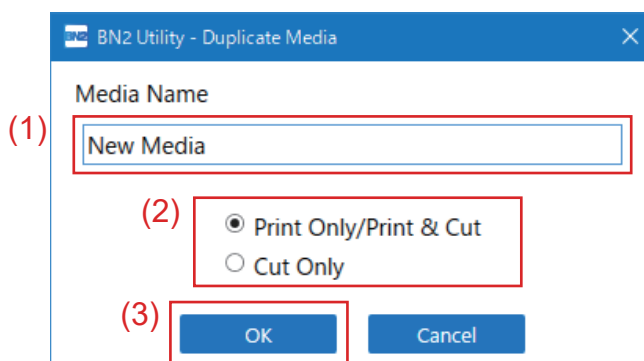 BN2 BN2 Utility - Duplicate Media
Media Name
(1) New Media
(2) Print Only/Print & Cut
Cut Only
(3) OK Cancel